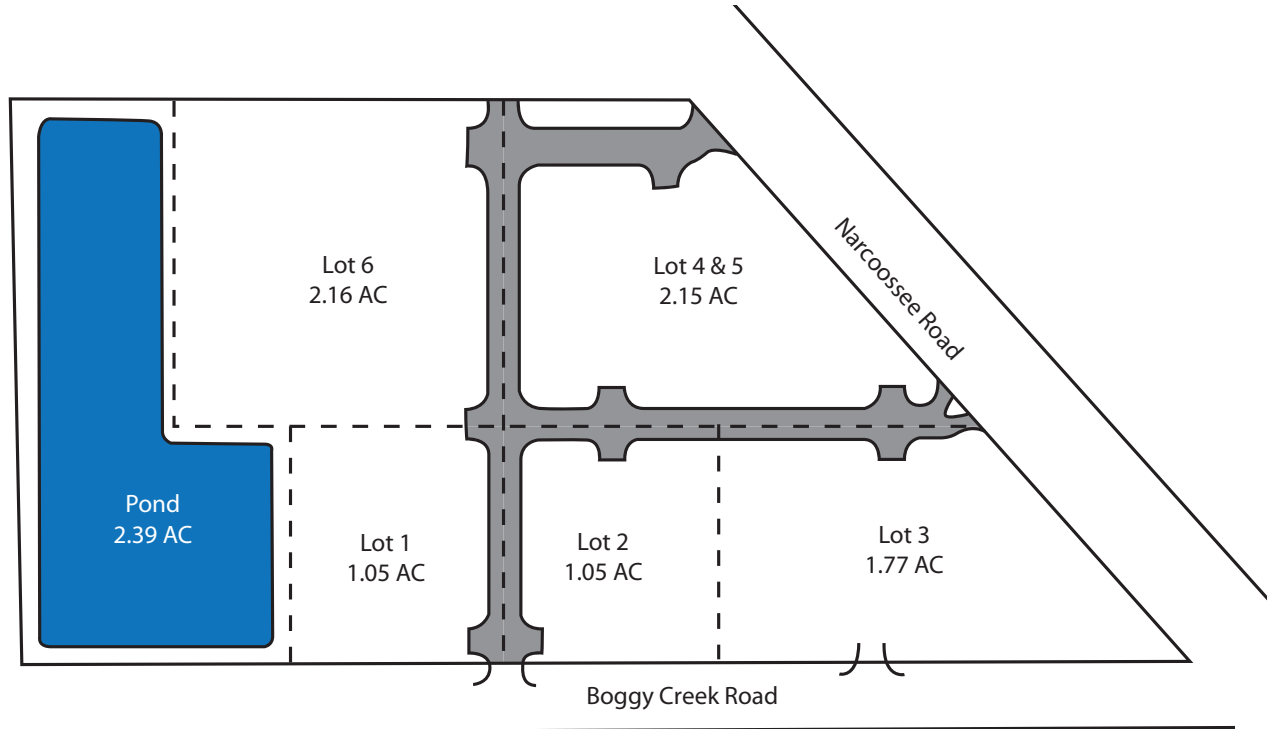 Narcoossee Road
Lot 6
2.16 AC
Lot 4 & 5
2.15 AC
Pond
2.39 AC
Lot 1
1.05 AC
Lot 2
1.05 AC
Lot 3
1.77 AC
Boggy Creek Road